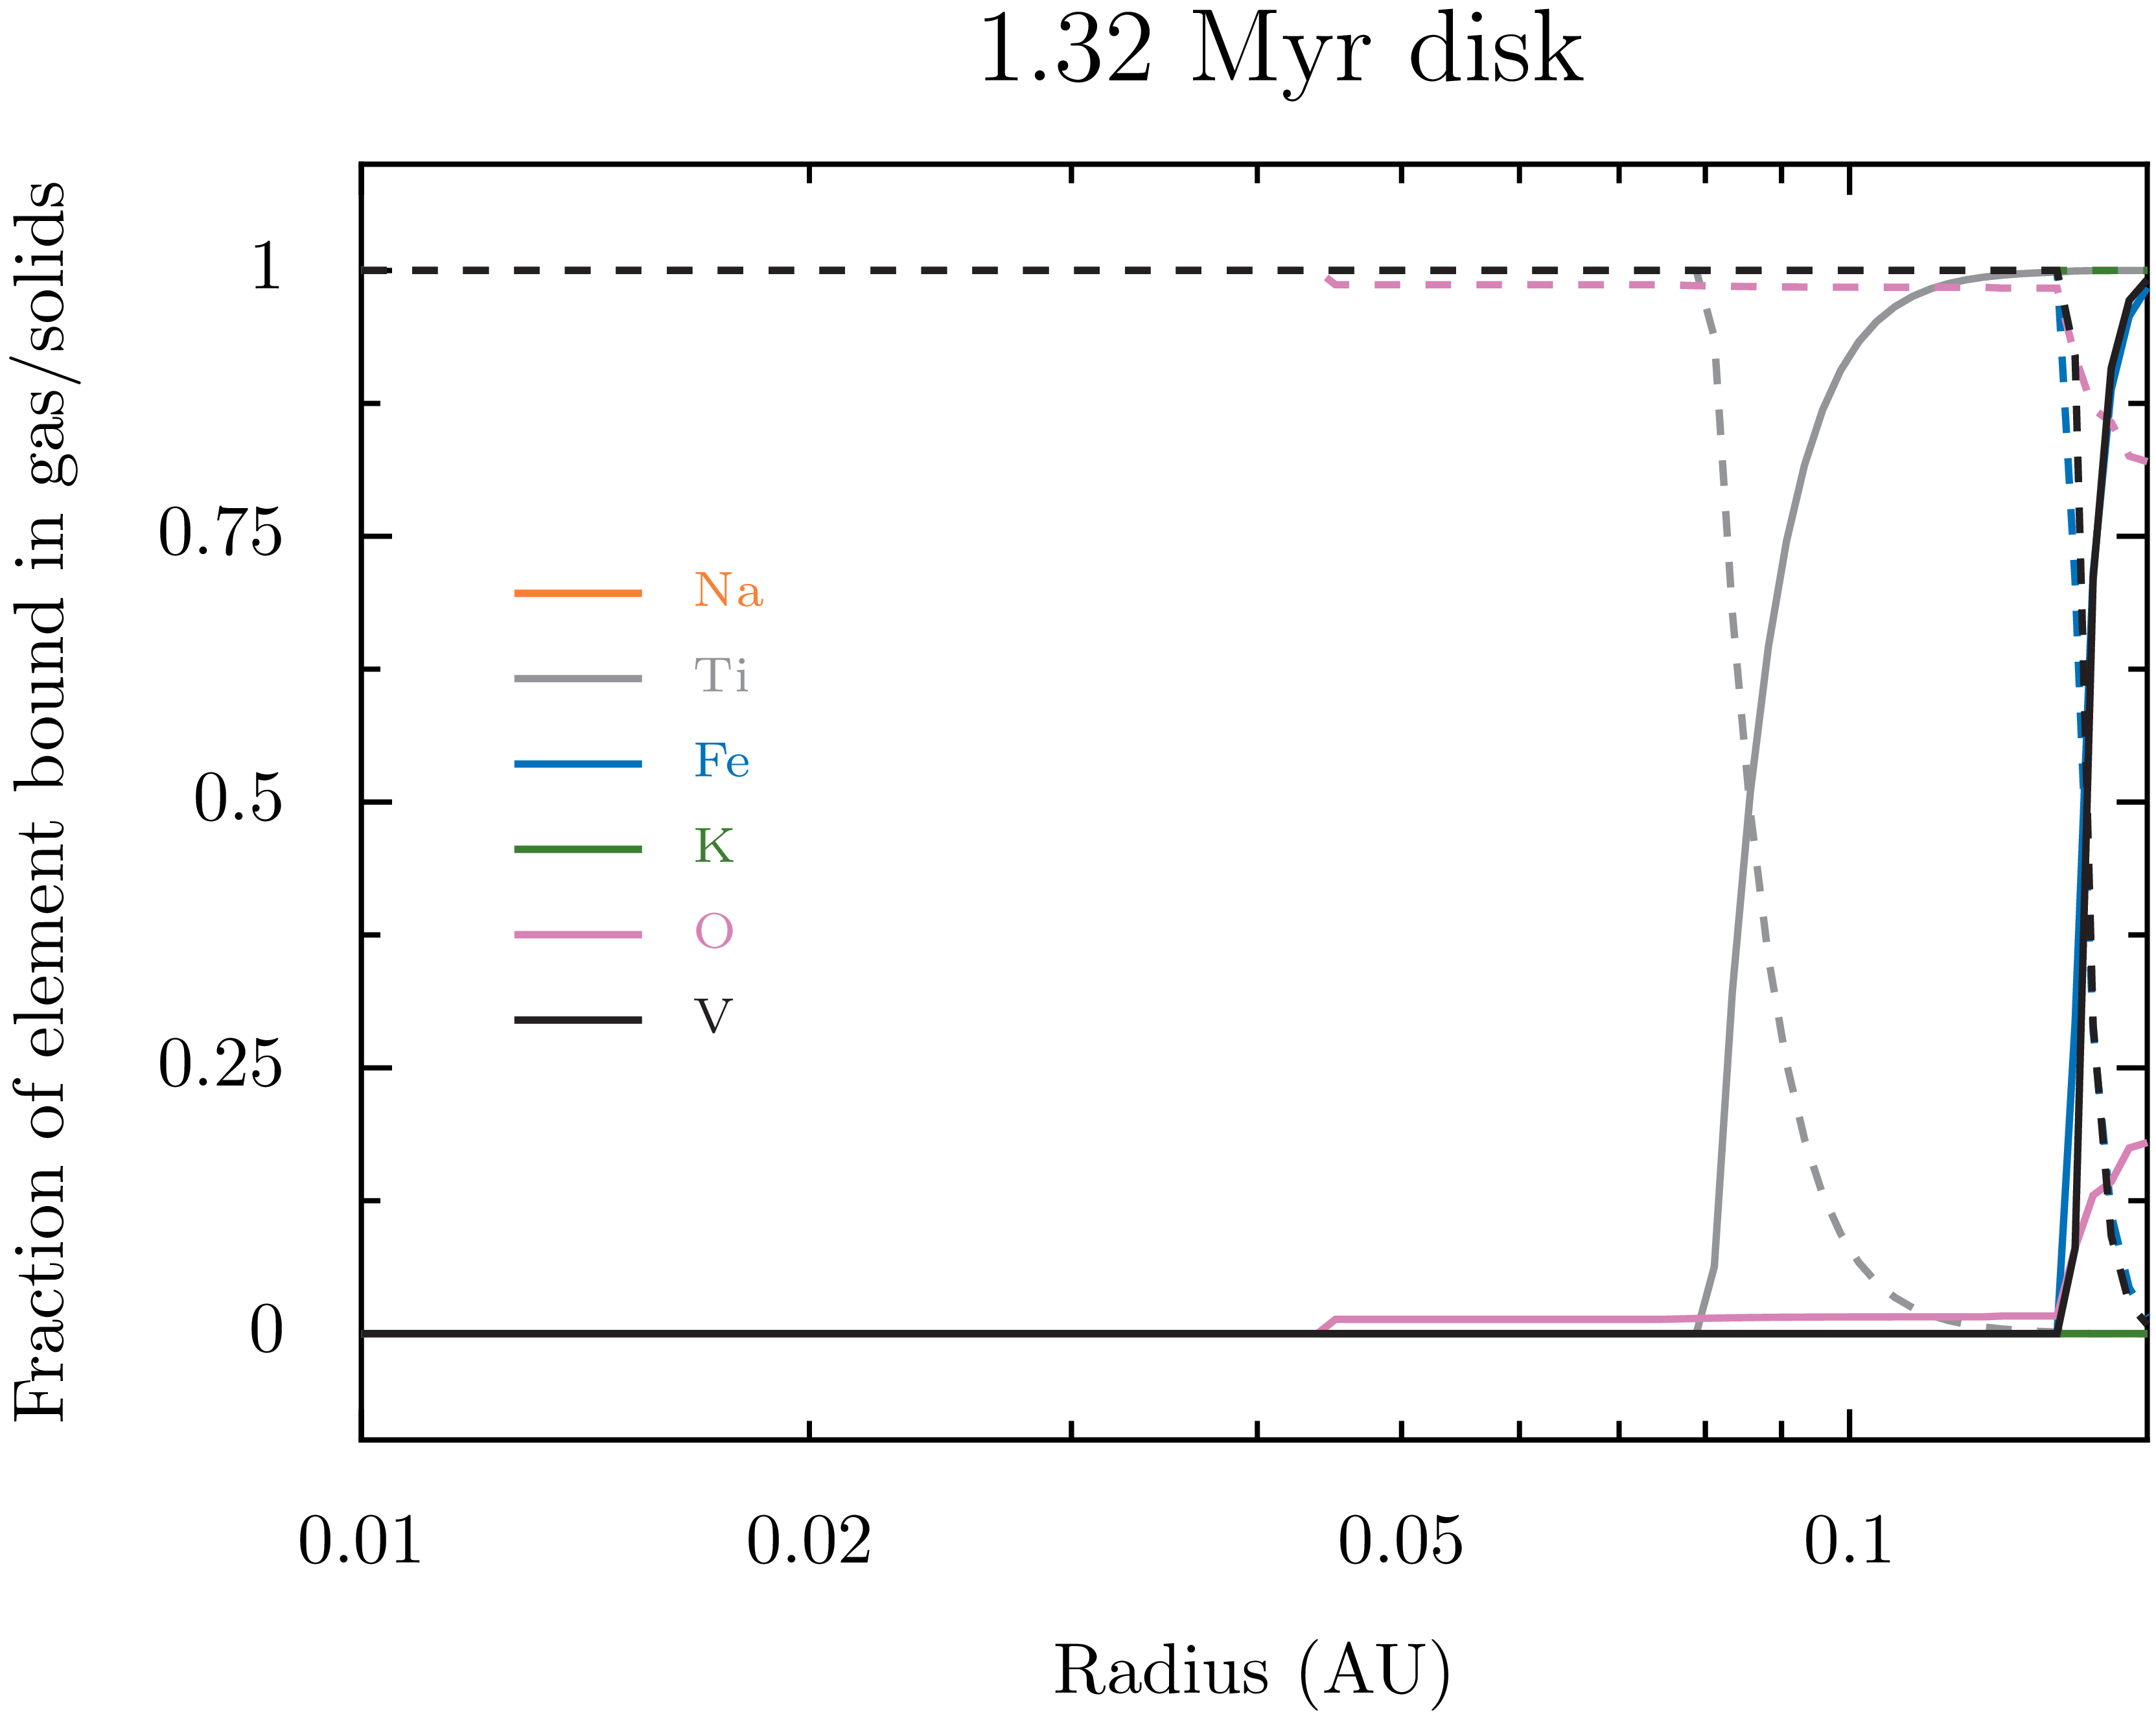 1.32 Myr disk
Fraction of element bound in gas/solids
1
0.75
0.5
0.25
0
Na
Ti
Fe
K
O
V
0.01 0.02 0.05 0.1
Radius (AU)